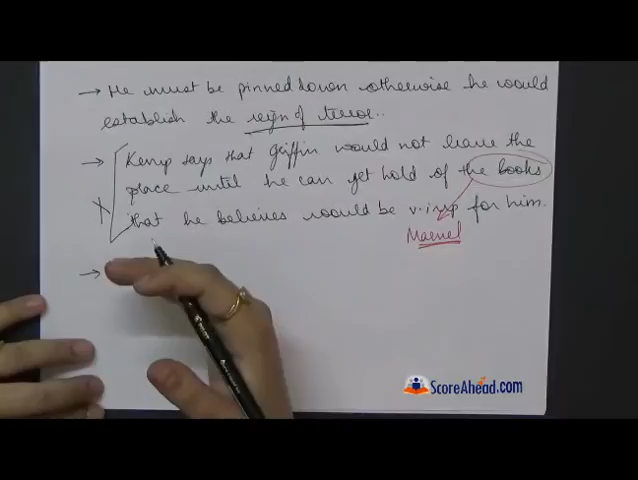 → He must be pinned down otherwise he would
establish the reign of terror..
→ Kemp says that Griffin would not leave the
place until he can get hold of the books
that he believes would be v.imp for him.
Marvel
→
ScoreAhead.com